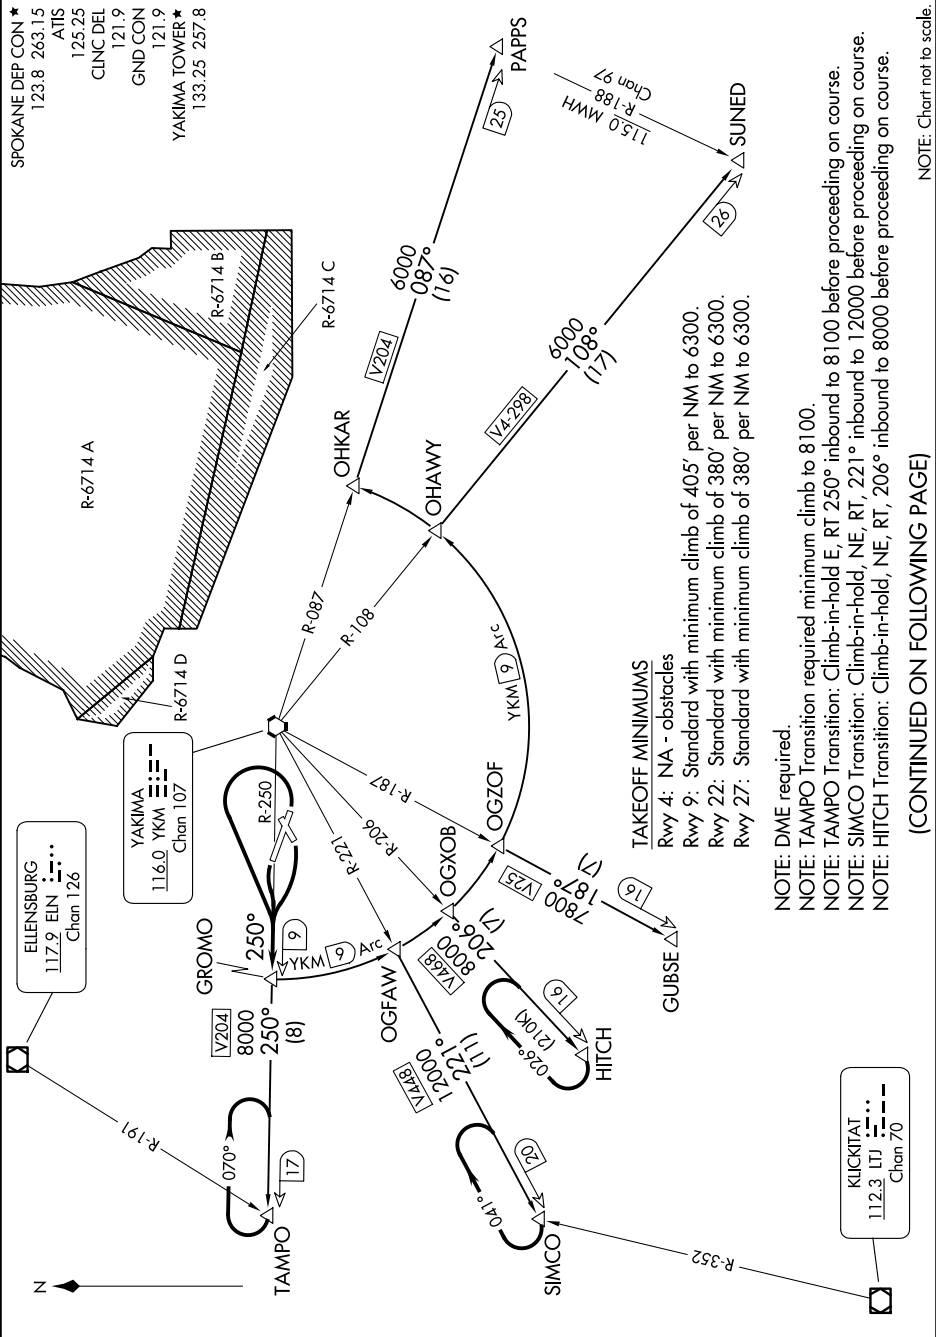 SPOKANE DEP CON ★
123.8 263.15
ATIS
125.25
CLNC DEL
121.9
GND CON
121.9
YAKIMA TOWER★
133.25 257.8
R-6714 A
R-6714 B
R-6714 C
R-6714 D
ELLENSBURG
117.9 ELN
Chan 126
YAKIMA
116.0 YKM
Chan 107
KLICKITAT
112.3 LTJ
Chan 70
N
R-191
TAMPO
070°
17
V204
8000
250°
(8)
GROMO
250°
9
R-250
YKM 9 Arc
OGFAW
R-221
V448
12000
221°
(11)
041°
20
SIMCO
R-352
OGXOB
R-206
V468
8000
206°
(7)
026°
(210K)
16
HITCH
OGZOF
R-187
V25
7800
187°
(7)
16
GUBSE
YKM 9 Arc
R-108
OHAWY
V4-298
6000
108°
(17)
26
SUNED
115.0 MWH
R-188
Chan 97
R-087
OHKAR
V204
6000
087°
(16)
25
PAPPS
TAKEOFF MINIMUMS
Rwy 4: NA - obstacles
Rwy 9: Standard with minimum climb of 405' per NM to 6300.
Rwy 22: Standard with minimum climb of 380' per NM to 6300.
Rwy 27: Standard with minimum climb of 380' per NM to 6300.
NOTE: DME required.
NOTE: TAMPO Transition required minimum climb to 8100.
NOTE: TAMPO Transition: Climb-in-hold E, RT 250° inbound to 8100 before proceeding on course.
NOTE: SIMCO Transition: Climb-in-hold, NE, RT, 221° inbound to 12000 before proceeding on course.
NOTE: HITCH Transition: Climb-in-hold, NE, RT, 206° inbound to 8000 before proceeding on course.
(CONTINUED ON FOLLOWING PAGE)
NOTE: Chart not to scale.